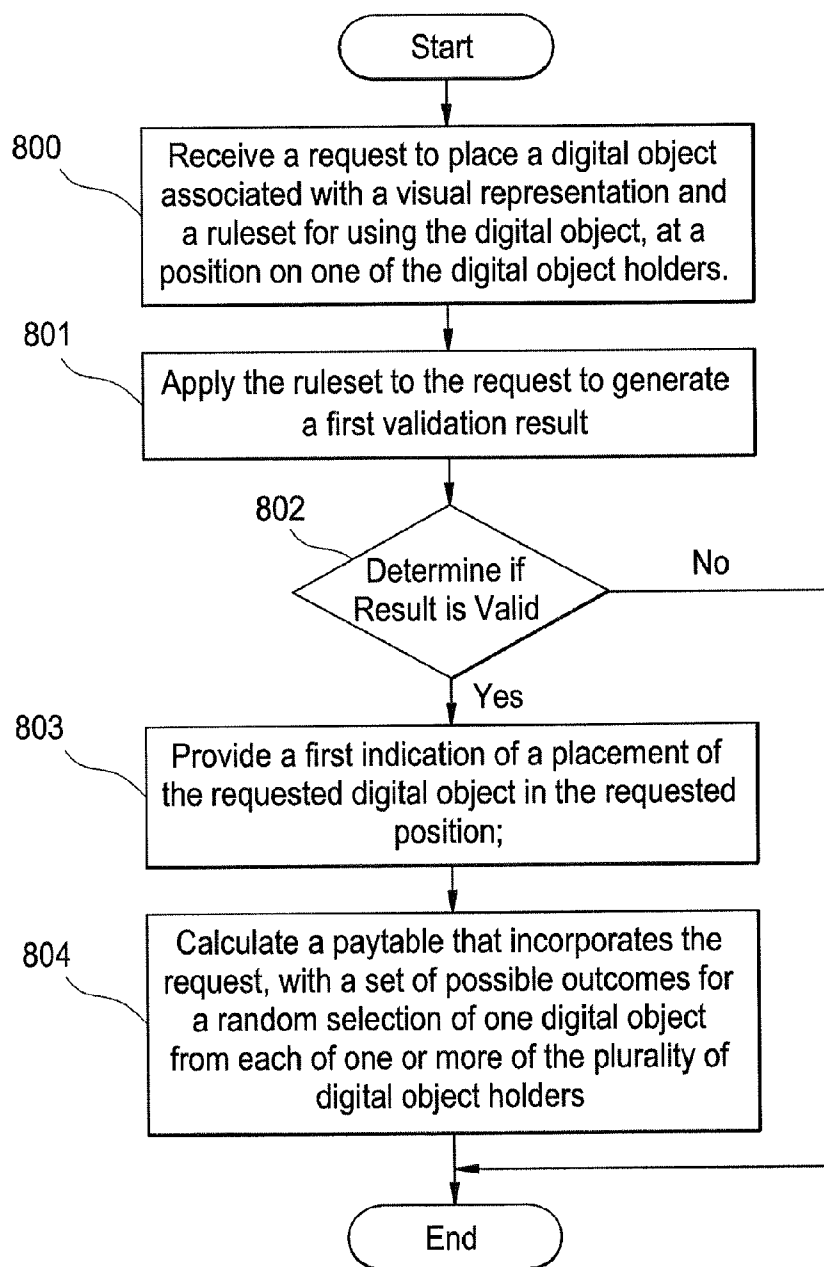 Start
800
Receive a request to place a digital object
associated with a visual representation and
a ruleset for using the digital object, at a
position on one of the digital object holders.
801
Apply the ruleset to the request to generate
a first validation result
802
Determine if
Result is Valid
No
Yes
803
Provide a first indication of a placement of
the requested digital object in the requested
position;
804
Calculate a paytable that incorporates the
request, with a set of possible outcomes for
a random selection of one digital object
from each of one or more of the plurality of
digital object holders
End